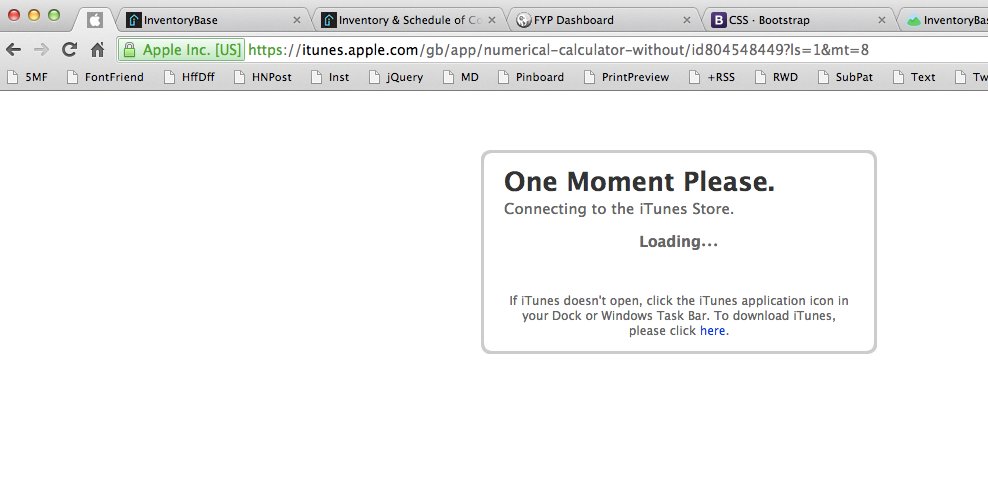 InventoryBase
Inventory & Schedule of Co
FYP Dashboard
CSS · Bootstrap
InventoryBas
Apple Inc. [US] https://itunes.apple.com/gb/app/numerical-calculator-without/id804548449?ls=1&mt=8
5MF FontFriend HffDff HNPost Inst jQuery MD Pinboard PrintPreview +RSS RWD SubPat Text Tw
One Moment Please.
Connecting to the iTunes Store.
Loading...
If iTunes doesn't open, click the iTunes application icon in
your Dock or Windows Task Bar. To download iTunes,
please click here.